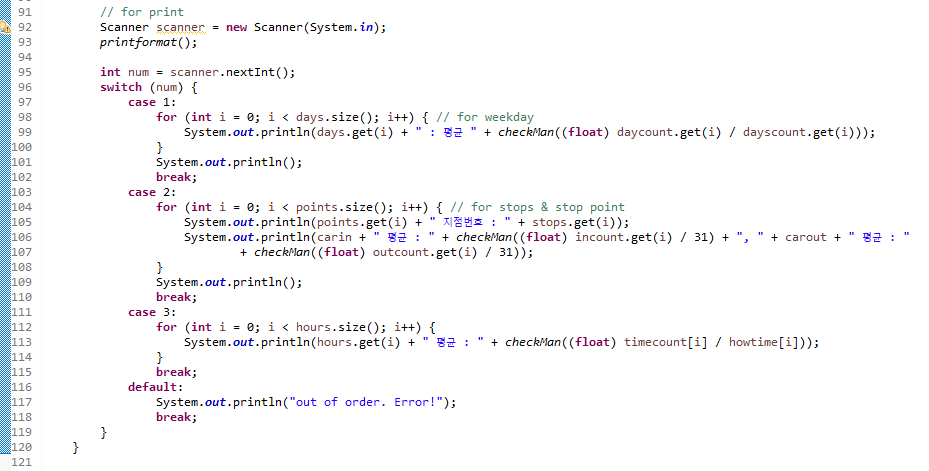 91 // for print
92 Scanner scanner = new Scanner(System.in);
93 printformat();
94
95 int num = scanner.nextInt();
96 switch (num) {
97 case 1:
98 for (int i = 0; i < days.size(); i++) { // for weekday
99 System.out.println(days.get(i) + " : 평균 " + checkMan((float) daycount.get(i) / dayscount.get(i)));
100 }
101 System.out.println();
102 break;
103 case 2:
104 for (int i = 0; i < points.size(); i++) { // for stops & stop point
105 System.out.println(points.get(i) + " 지점번호 : " + stops.get(i));
106 System.out.println(carin + " 평균 : " + checkMan((float) incount.get(i) / 31) + ", " + carout + " 평균 : "
107 + checkMan((float) outcount.get(i) / 31));
108 }
109 System.out.println();
110 break;
111 case 3:
112 for (int i = 0; i < hours.size(); i++) {
113 System.out.println(hours.get(i) + " 평균 : " + checkMan((float) timecount[i] / howtime[i]));
114 }
115 break;
116 default:
117 System.out.println("out of order. Error!");
118 break;
119 }
120 }
121